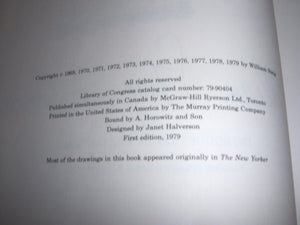 Copyright © 1969, 1970, 1971, 1972, 1973, 1974, 1975, 1976, 1977, 1978, 1979 by William
All rights reserved
Library of Congress catalog card number: 79-90404
Published simultaneously in Canada by McGraw-Hill Ryerson Ltd., Toronto
Printed in the United States of America by The Murray Printing Company
Bound by A. Horowitz and Son
Designed by Janet Halverson
First edition, 1979
Most of the drawings in this book appeared originally in The New Yorker